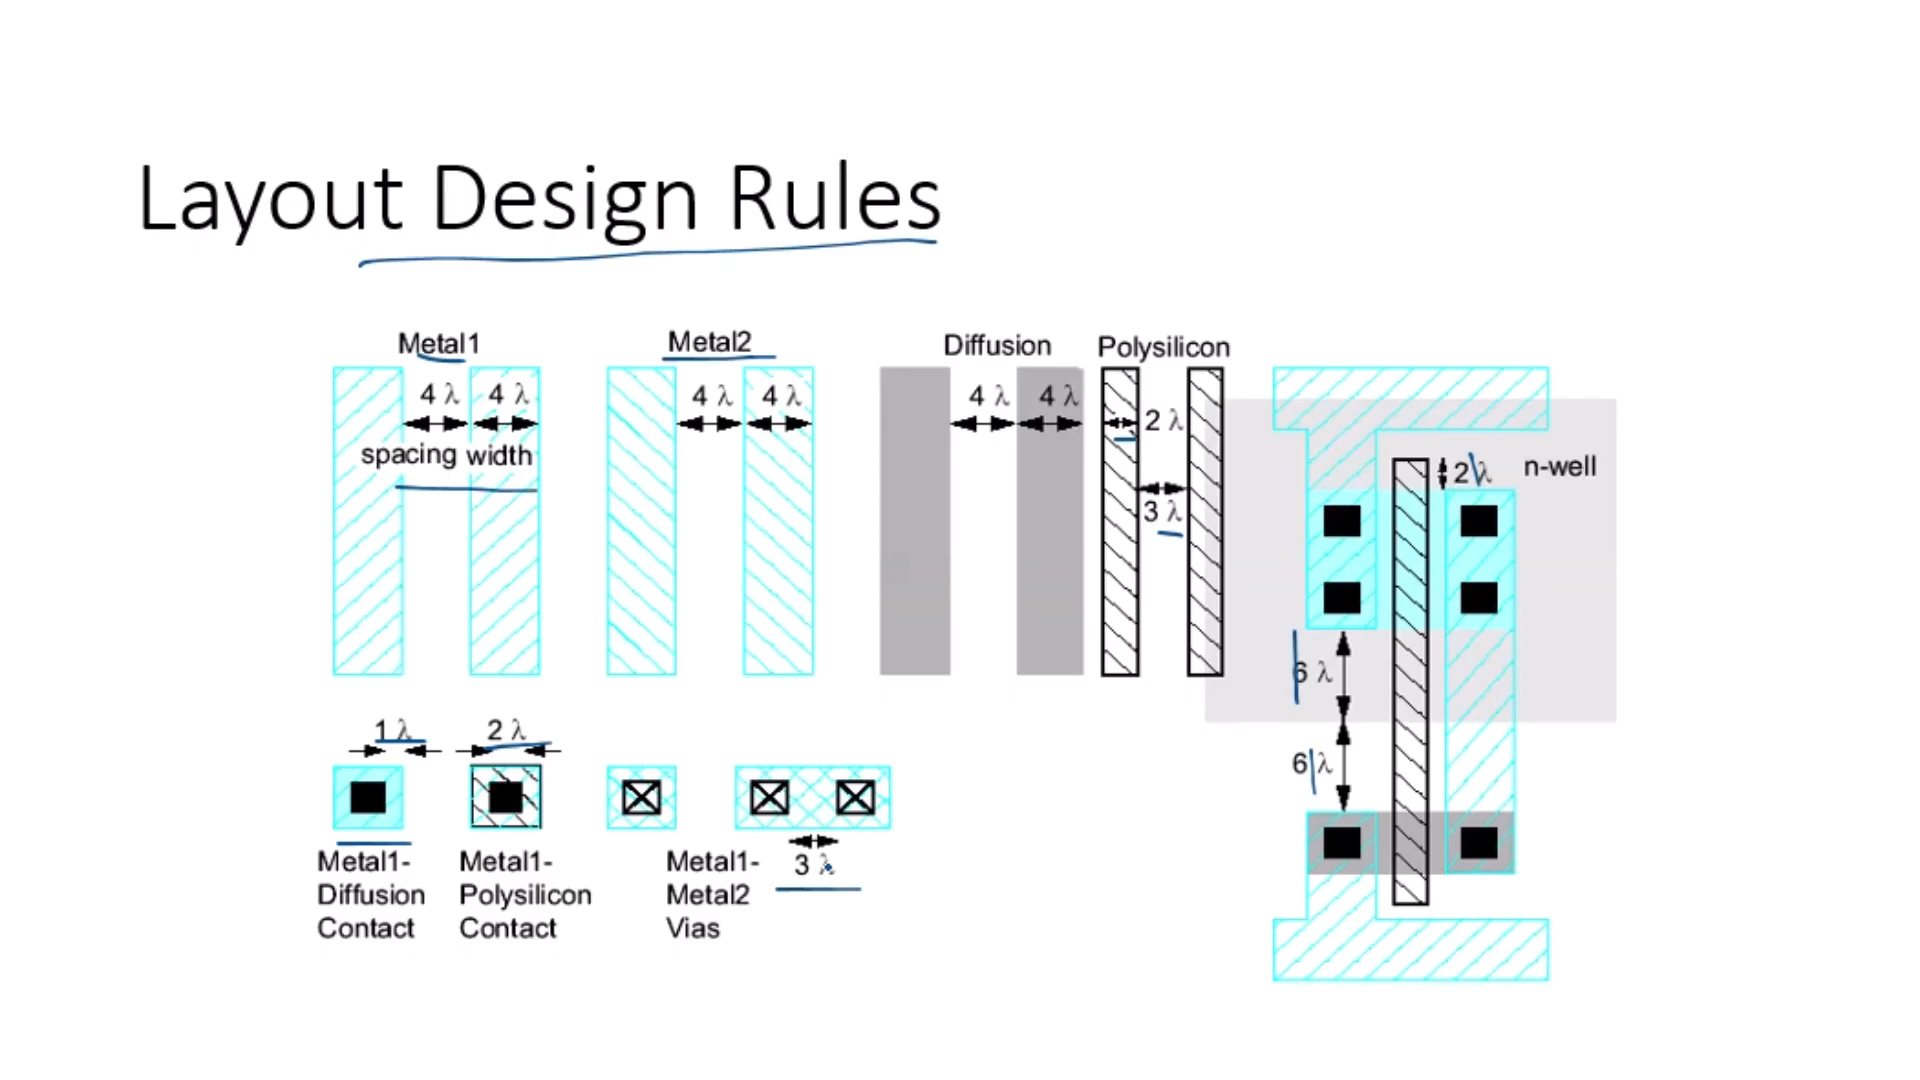 Layout Design Rules
Metal1
Metal2
Diffusion
Polysilicon
4 λ
4 λ
4 λ
4 λ
4 λ
4 λ
2 λ
spacing width
2 λ
n-well
3 λ
6 λ
1 λ
2 λ
6 λ
3 λ
Metal1-
Diffusion
Contact
Metal1-
Polysilicon
Contact
Metal1-
Metal2
Vias